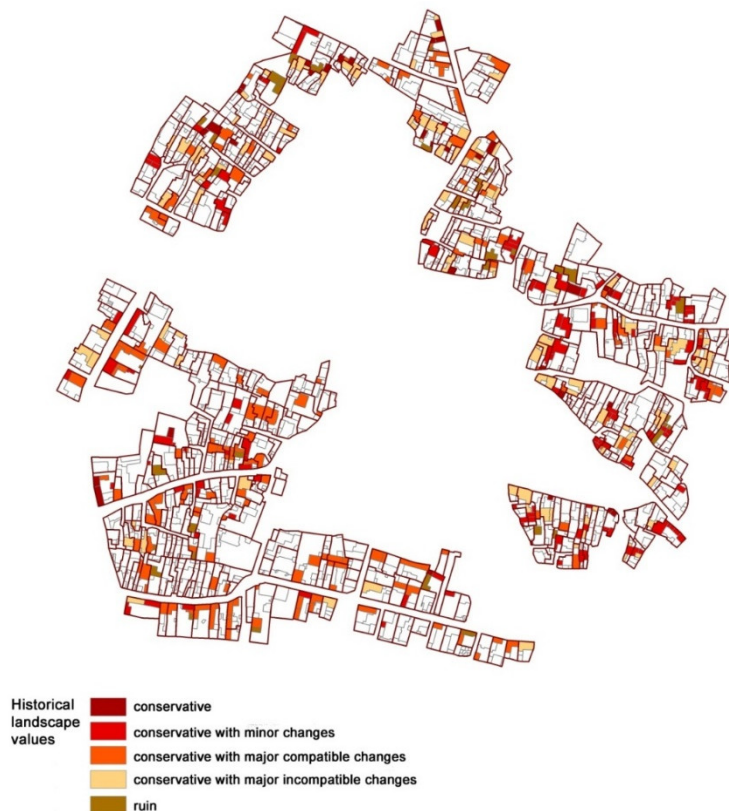 Historical
landscape
values
conservative
conservative with minor changes
conservative with major compatible changes
conservative with major incompatible changes
ruin